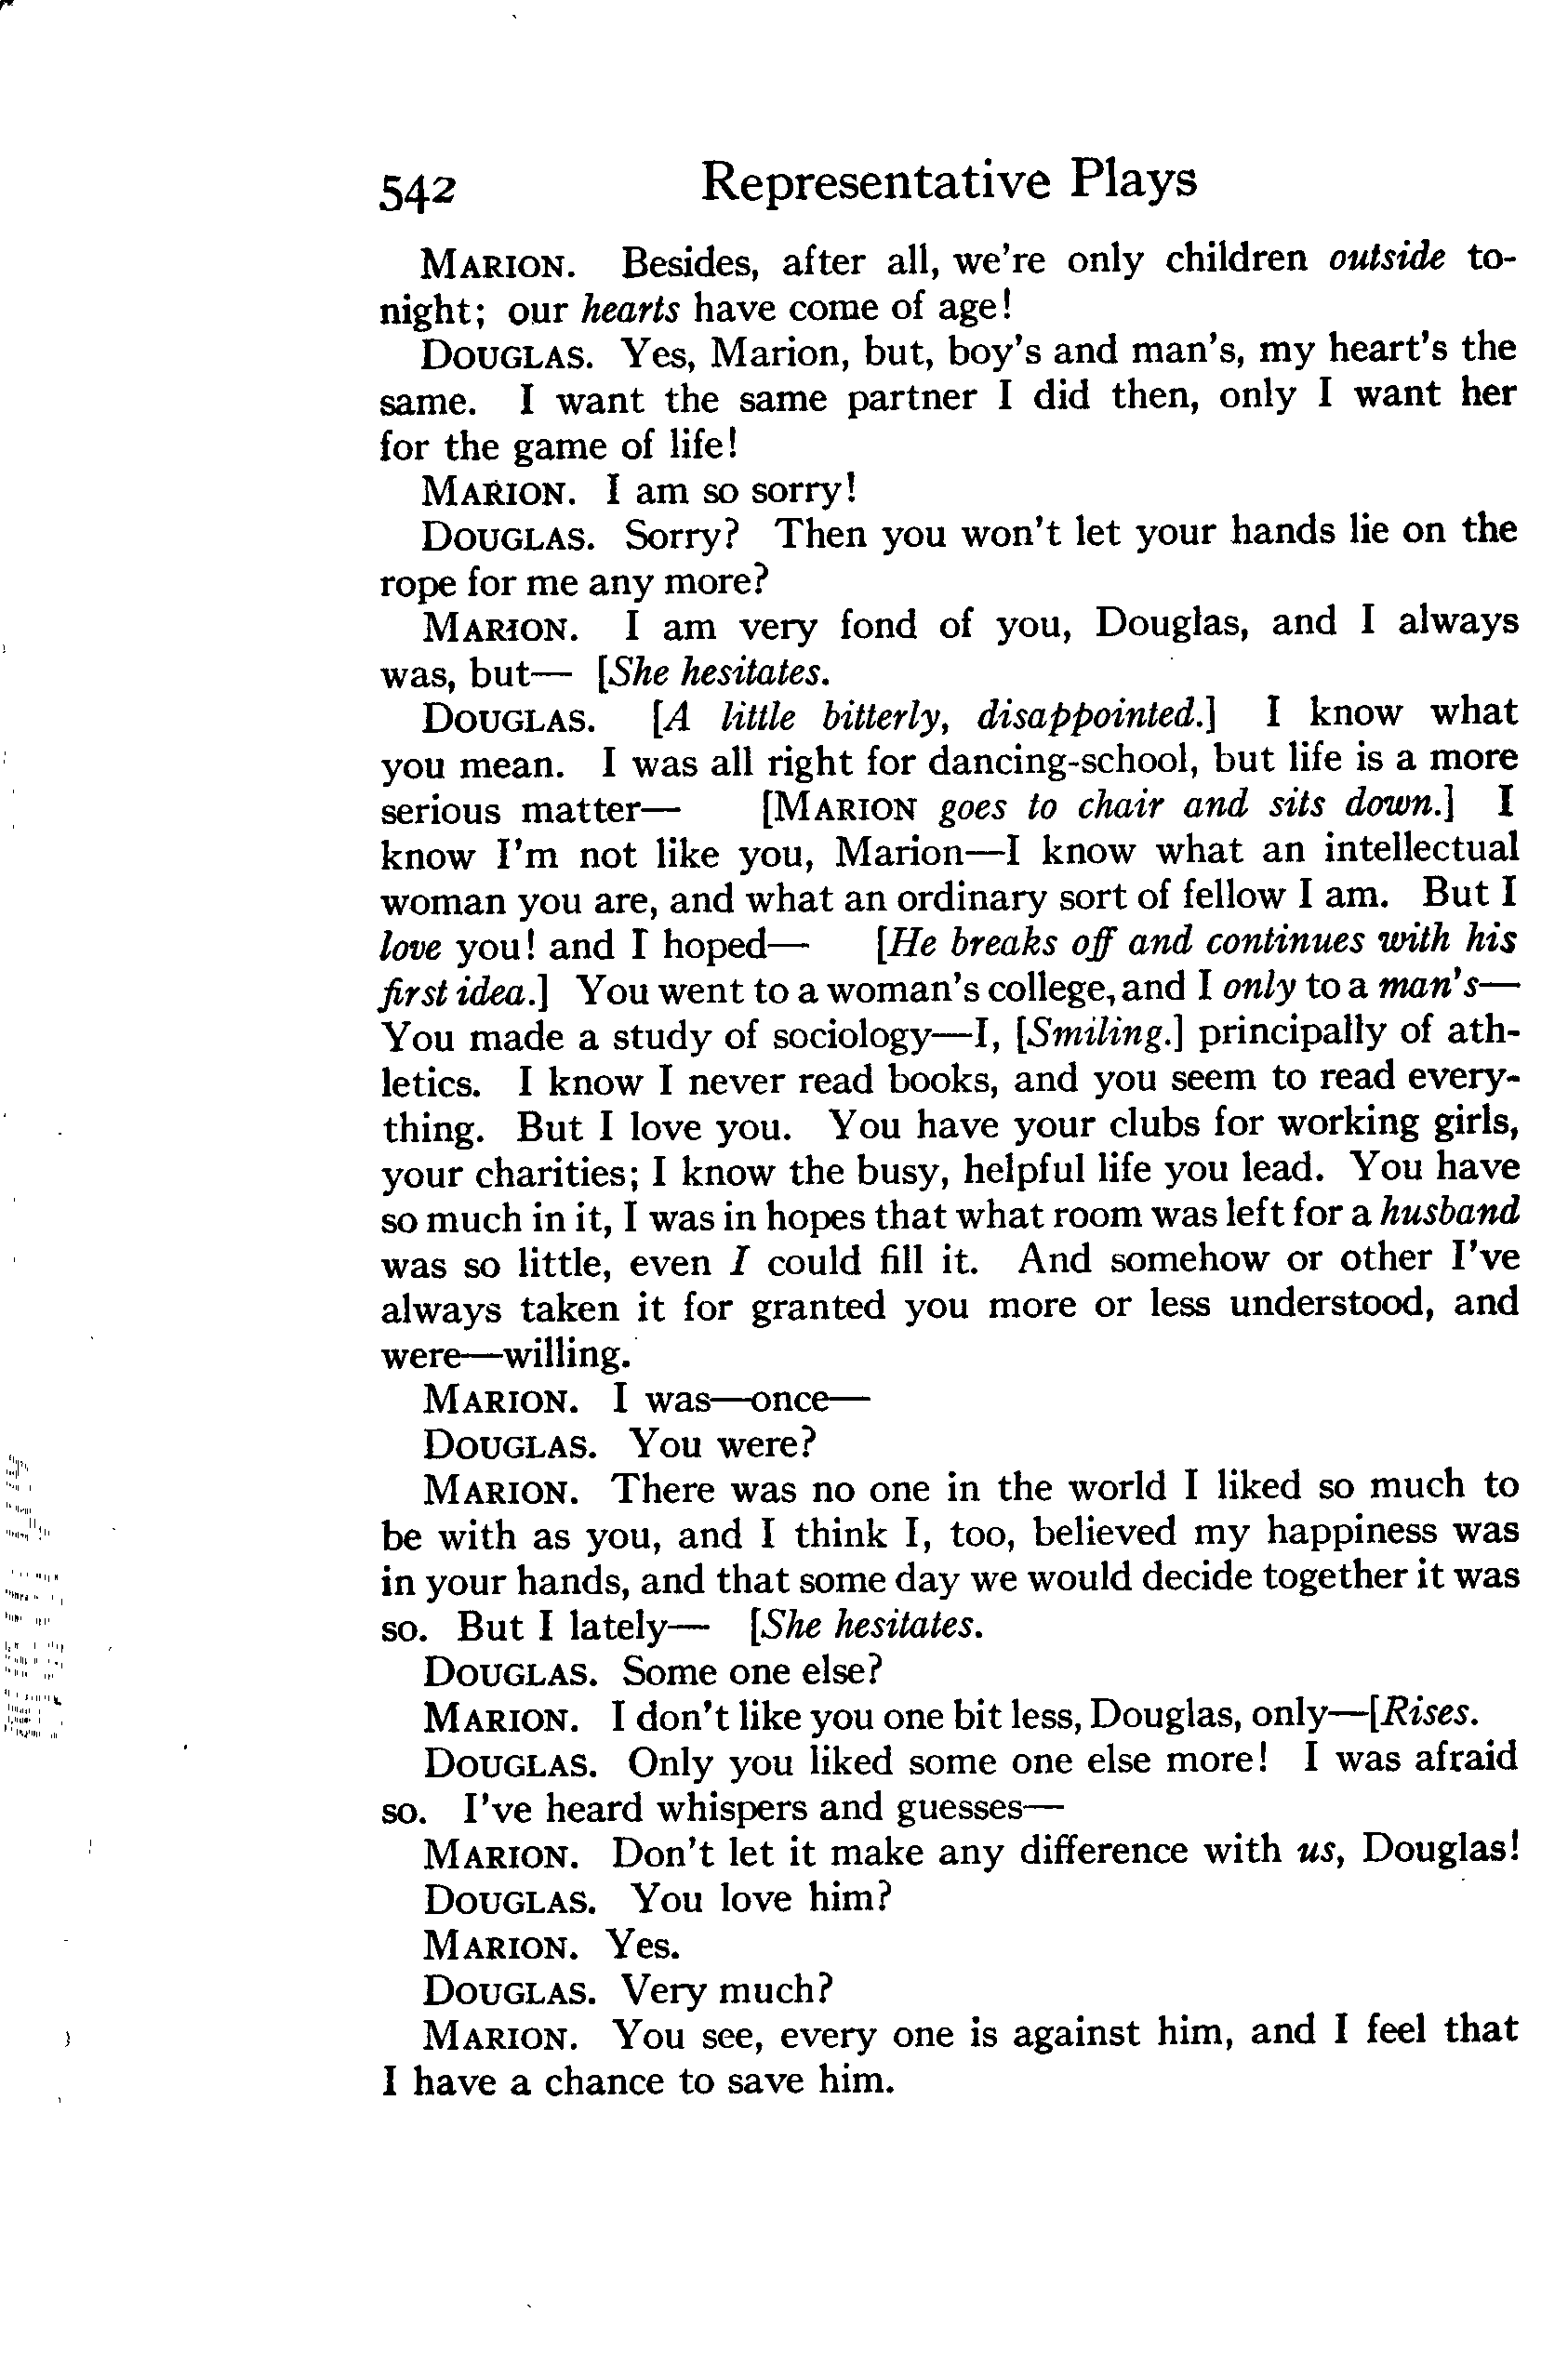 542 Representative Plays
MARION. Besides, after all, we're only children outside to-
night; our hearts have come of age!
DOUGLAS. Yes, Marion, but, boy's and man's, my heart's the
same. I want the same partner I did then, only I want her
for the game of life!
MARION. I am so sorry!
DOUGLAS. Sorry? Then you won't let your hands lie on the
rope for me any more?
MARION. I am very fond of you, Douglas, and I always
was, but— [She hesitates.
DOUGLAS. [A little bitterly, disappointed.] I know what
you mean. I was all right for dancing-school, but life is a more
serious matter— [MARION goes to chair and sits down.] I
know I'm not like you, Marion—I know what an intellectual
woman you are, and what an ordinary sort of fellow I am. But I
love you! and I hoped— [He breaks off and continues with his
first idea.] You went to a woman's college, and I only to a man's—
You made a study of sociology—I, [Smiling.] principally of ath-
letics. I know I never read books, and you seem to read every-
thing. But I love you. You have your clubs for working girls,
your charities; I know the busy, helpful life you lead. You have
so much in it, I was in hopes that what room was left for a husband
was so little, even I could fill it. And somehow or other I've
always taken it for granted you more or less understood, and
were—willing.
MARION. I was—once—
DOUGLAS. You were?
MARION. There was no one in the world I liked so much to
be with as you, and I think I, too, believed my happiness was
in your hands, and that some day we would decide together it was
so. But I lately— [She hesitates.
DOUGLAS. Some one else?
MARION. I don't like you one bit less, Douglas, only—[Rises.
DOUGLAS. Only you liked some one else more! I was afraid
so. I've heard whispers and guesses—
MARION. Don't let it make any difference with us, Douglas!
DOUGLAS. You love him?
MARION. Yes.
DOUGLAS. Very much?
MARION. You see, every one is against him, and I feel that
I have a chance to save him.